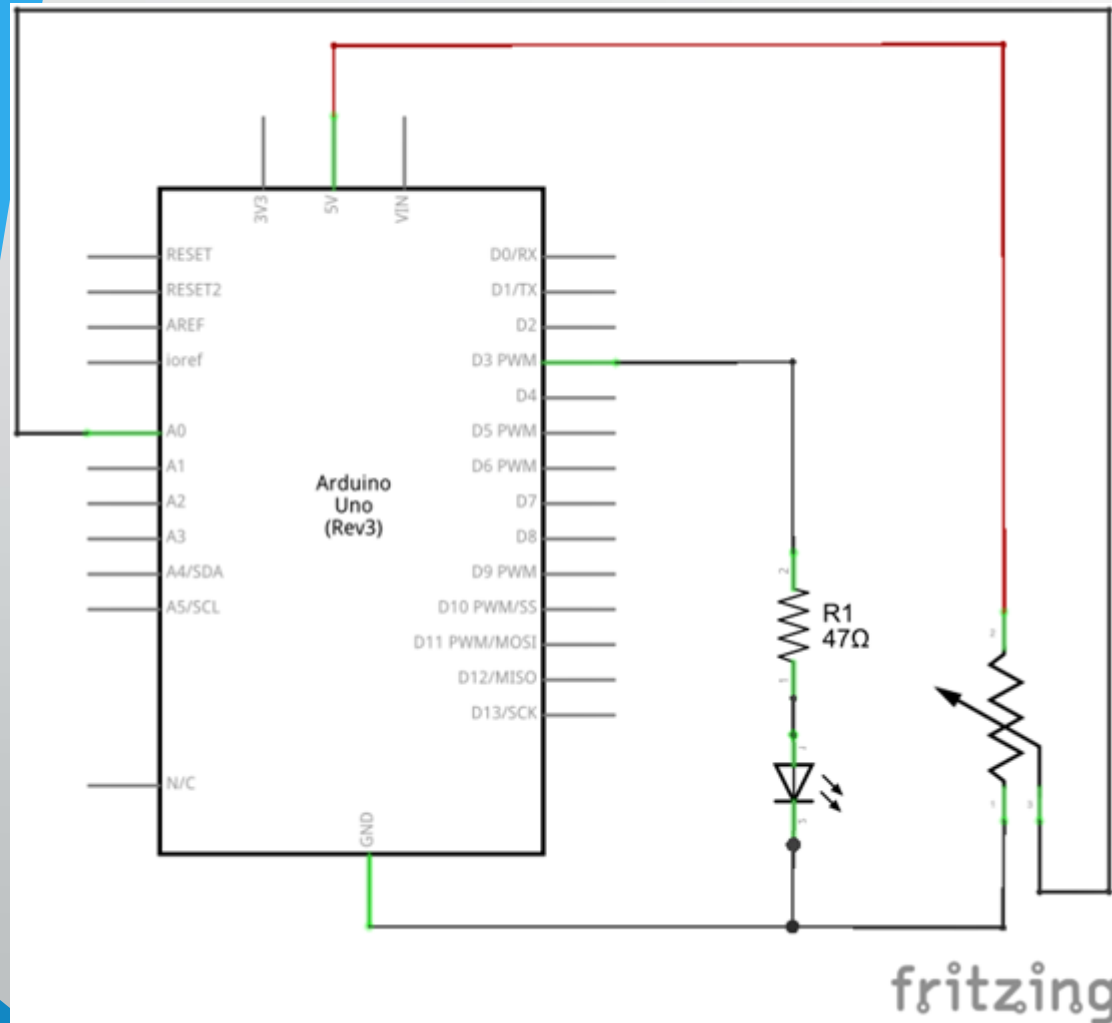 3V3
5V
VIN
RESET
RESET2
AREF
ioref
A0
A1
A2
A3
A4/SDA
A5/SCL
N/C
D0/RX
D1/TX
D2
D3 PWM
D4
D5 PWM
D6 PWM
D7
D8
D9 PWM
D10 PWM/SS
D11 PWM/MOSI
D12/MISO
D13/SCK
Arduino
Uno
(Rev3)
GND
2
R1
47Ω
1
2
1
3
fritzing